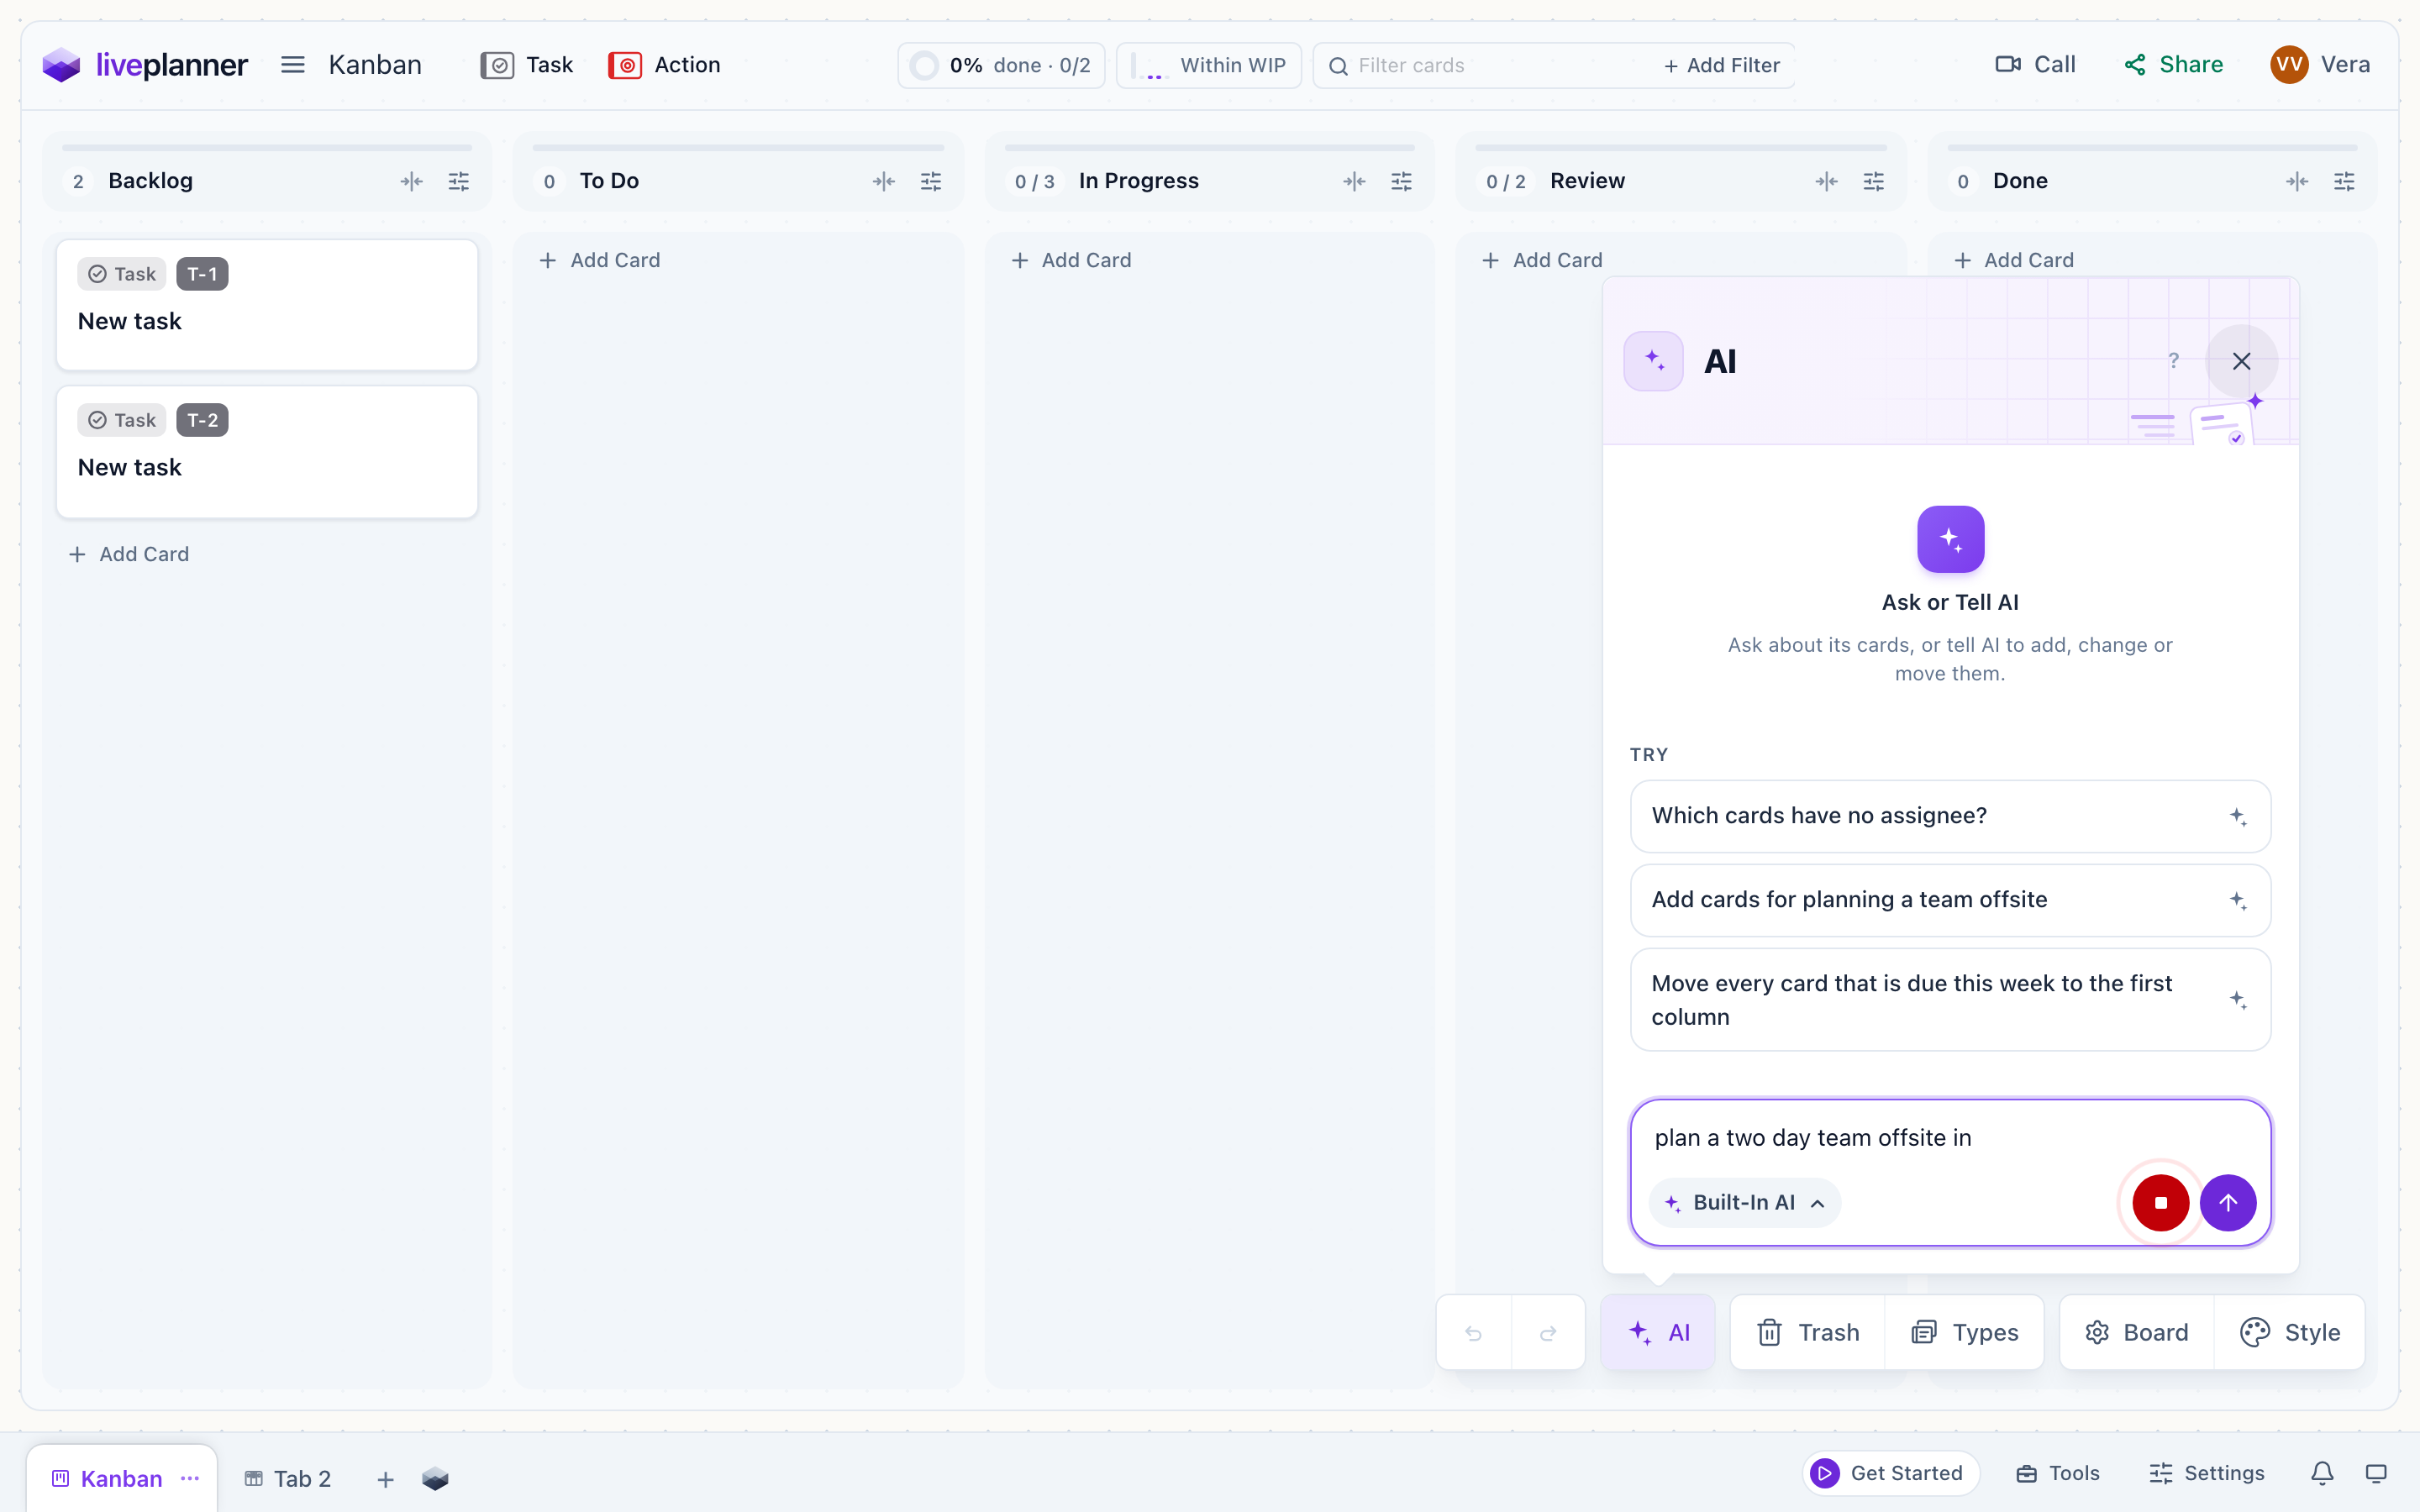 liveplanner
Kanban
Task
Action
0% done · 0/2
Within WIP
Filter cards
+ Add Filter
Call
Share
VV
Vera
2 Backlog
0 To Do
0 / 3 In Progress
0 / 2 Review
0 Done
Task T-1
New task
Task T-2
New task
+ Add Card
+ Add Card
+ Add Card
+ Add Card
+ Add Card
AI
?
Ask or Tell AI
Ask about its cards, or tell AI to add, change or
move them.
TRY
Which cards have no assignee?
Add cards for planning a team offsite
Move every card that is due this week to the first
column
plan a two day team offsite in
Built-In AI
AI
Trash
Types
Board
Style
Kanban
Tab 2
Get Started
Tools
Settings